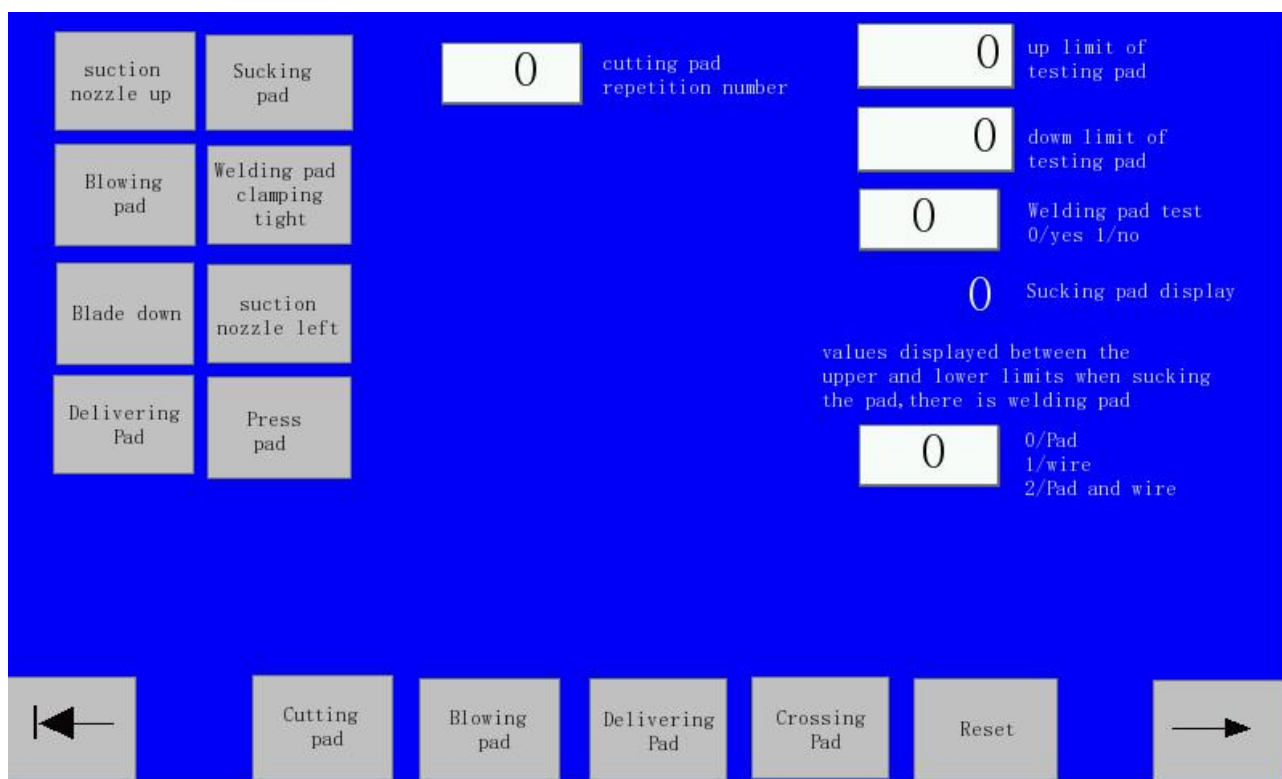 suction
nozzle up
Sucking
pad
Blowing
pad
Welding pad
clamping
tight
Blade down
suction
nozzle left
Delivering
Pad
Press
pad
0
cutting pad
repetition number
0
up limit of
testing pad
0
dowm limit of
testing pad
0
Welding pad test
0/yes 1/no
0
Sucking pad display
values displayed between the
upper and lower limits when sucking
the pad,there is welding pad
0
0/Pad
1/wire
2/Pad and wire
Cutting
pad
Blowing
pad
Delivering
Pad
Crossing
Pad
Reset